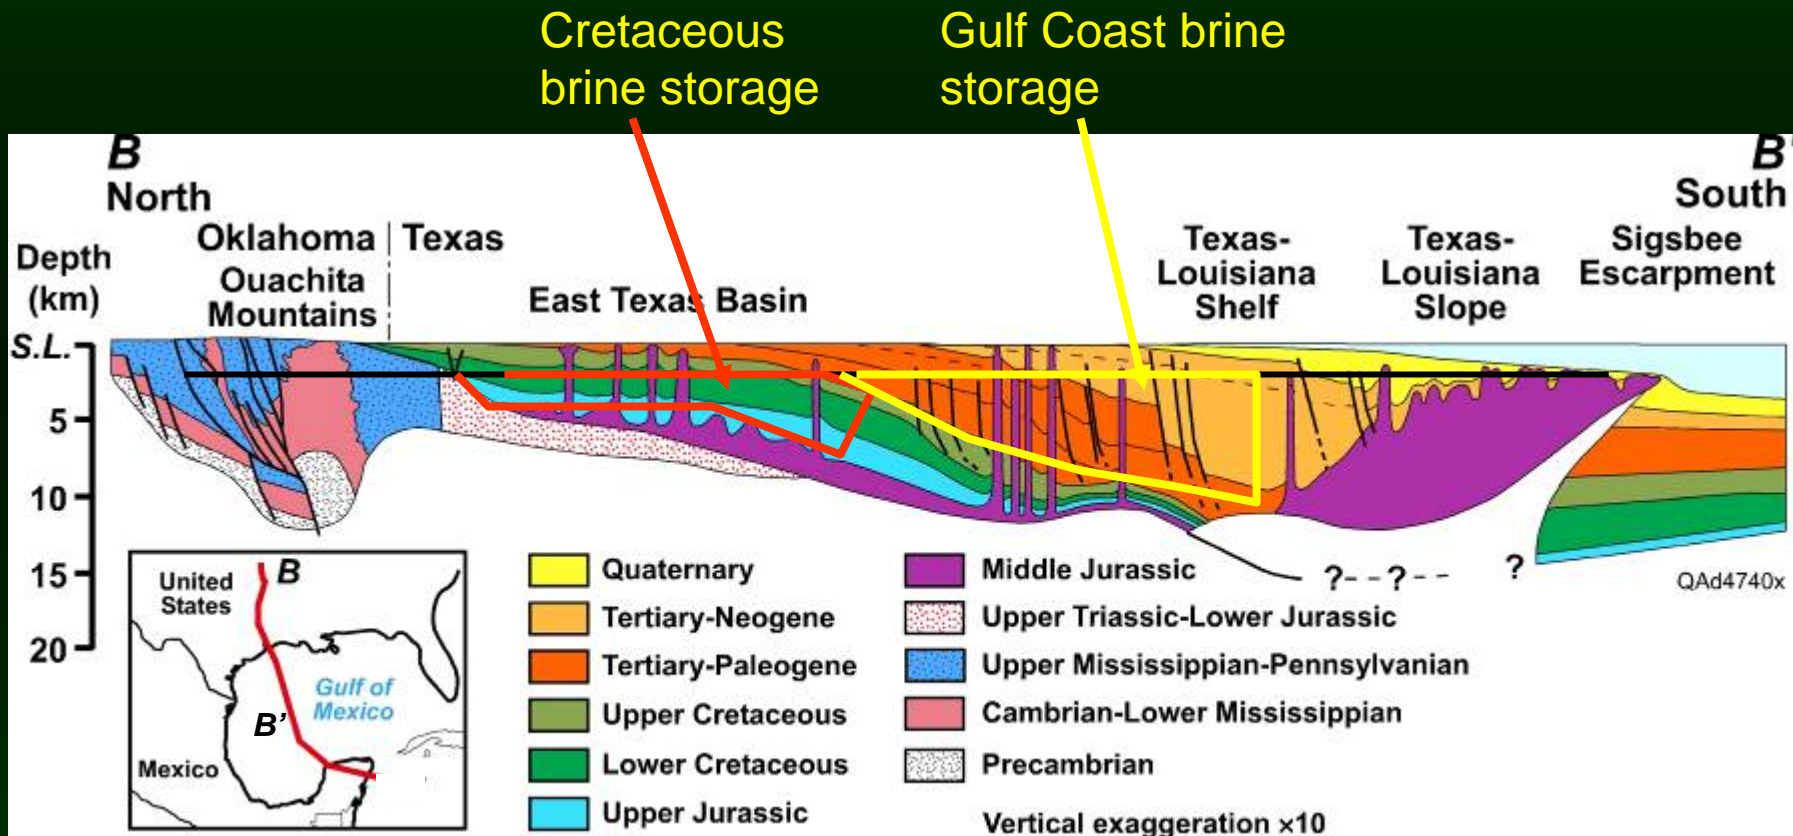 Cretaceous
brine storage
Gulf Coast brine
storage
B
North
B'
South
Depth
(km)
Oklahoma
Texas
Ouachita
Mountains
East Texas Basin
Texas-
Louisiana
Shelf
Texas-
Louisiana
Slope
Sigsbee
Escarpment
S.L.
5
10
15
20
?--?--
?
QAd4740x
United
States
B
Gulf of
Mexico
B’
Mexico
Quaternary
Tertiary-Neogene
Tertiary-Paleogene
Upper Cretaceous
Lower Cretaceous
Upper Jurassic
Middle Jurassic
Upper Triassic-Lower Jurassic
Upper Mississippian-Pennsylvanian
Cambrian-Lower Mississippian
Precambrian
Vertical exaggeration ×10